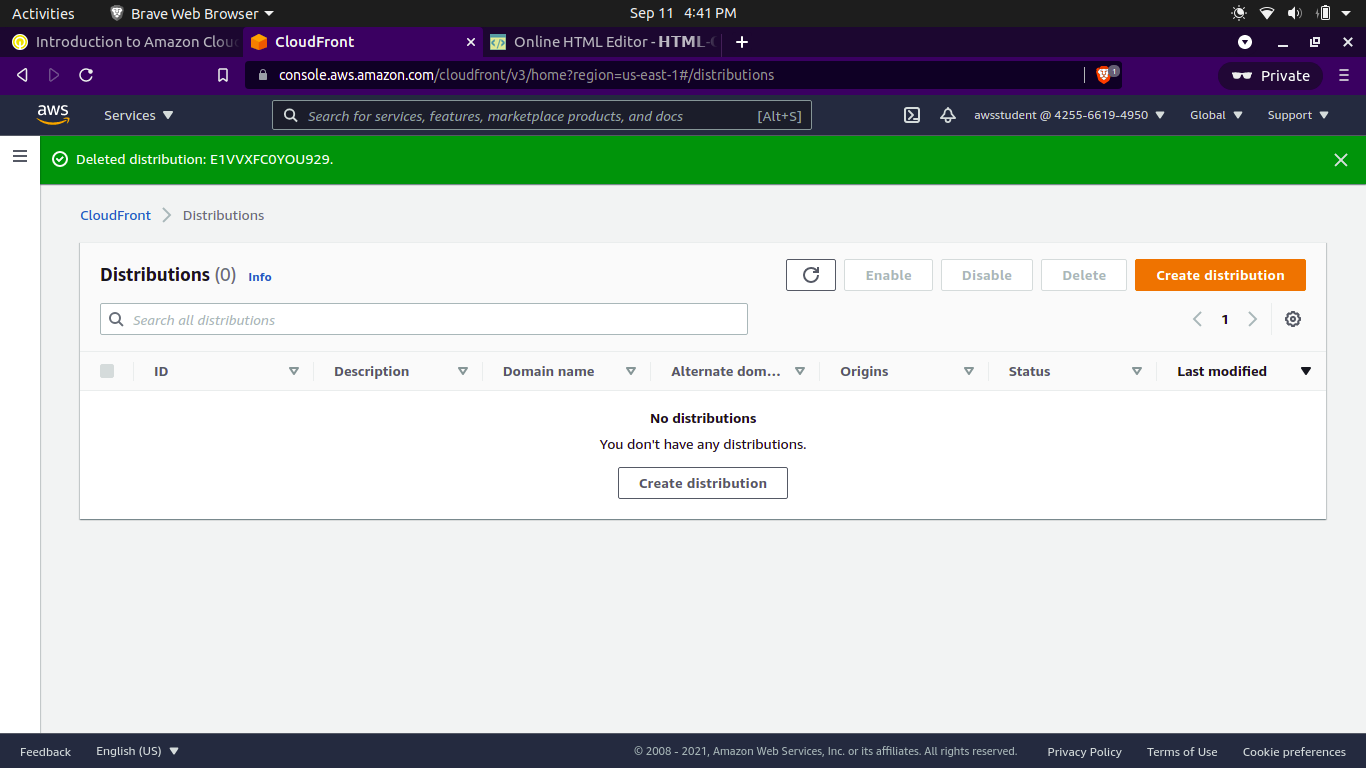 Activities Brave Web Browser Sep 11 4:41 PM
Introduction to Amazon Clou CloudFront Online HTML Editor - HTML-
console.aws.amazon.com/cloudfront/v3/home?region=us-east-1#/distributions 1 Private
aws Services Search for services, features, marketplace products, and docs [Alt+S] awsstudent @ 4255-6619-4950 Global Support
Deleted distribution: E1VVXFC0YOU929.
CloudFront Distributions
Distributions (0) Info Enable Disable Delete Create distribution
Search all distributions 1
ID Description Domain name Alternate dom... Origins Status Last modified
No distributions
You don't have any distributions.
Create distribution
Feedback English (US) © 2008 - 2021, Amazon Web Services, Inc. or its affiliates. All rights reserved. Privacy Policy Terms of Use Cookie preferences